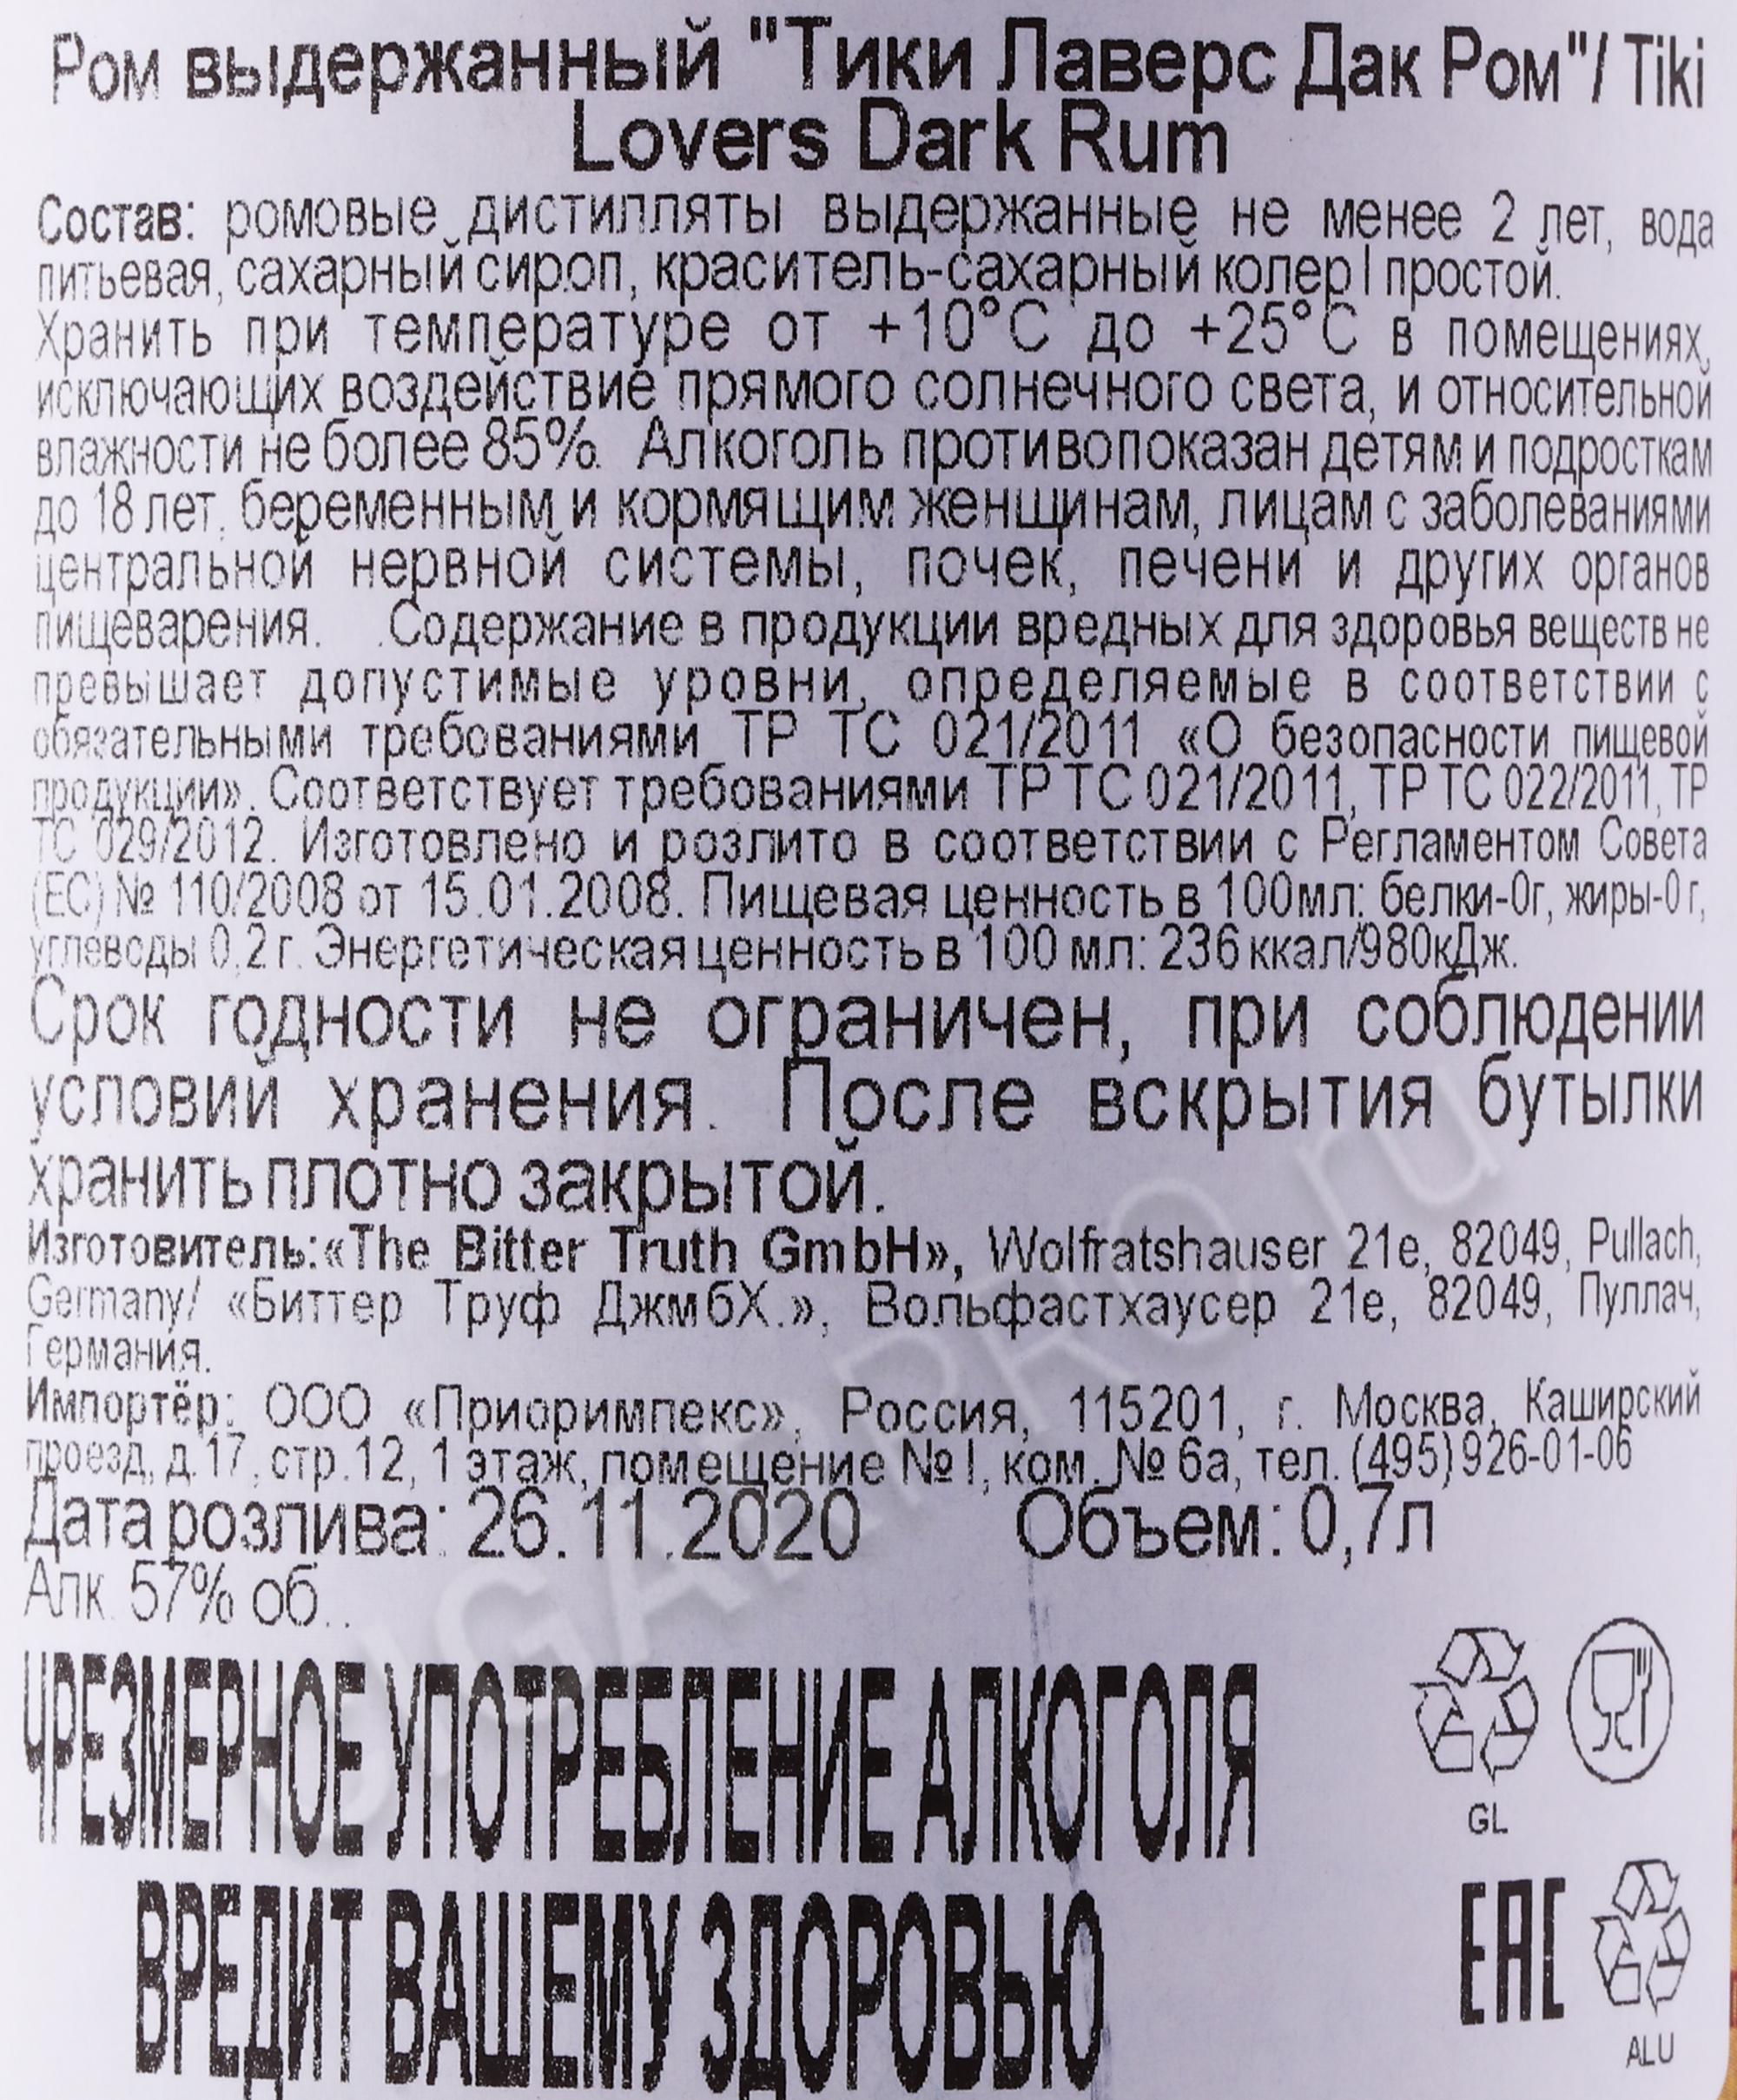 Ром выдержанный "Тики Лаверс Дак Ром"/ Tiki
Lovers Dark Rum
Состав: ромовые дистилляты выдержанные не менее 2 лет, вода
питьевая, сахарный сироп, краситель-сахарный колер I простой.
Хранить при температуре от +10°C до +25°C в помещениях,
исключающих воздействие прямого солнечного света, и относительной
влажности не более 85%. Алкоголь противопоказан детям и подросткам
до 18 лет, беременным и кормящим женщинам, лицам с заболеваниями
центральной нервной системы, почек, печени и других органов
пищеварения. .Содержание в продукции вредных для здоровья веществ не
превышает допустимые уровни, определяемые в соответствии с
обязательными требованиями ТР ТС 021/2011 «О безопасности пищевой
продукции». Соответствует требованиями ТР ТС 021/2011, ТР ТС 022/2011, ТР
ТС 029/2012. Изготовлено и розлито в соответствии с Регламентом Совета
(ЕС) № 110/2008 от 15.01.2008. Пищевая ценность в 100мл: белки-0г, жиры-0 г,
углеводы 0,2 г. Энергетическая ценность в 100 мл: 236 ккал/980кДж.
Срок годности не ограничен, при соблюдении
условий хранения. После вскрытия бутылки
хранить плотно закрытой.
Изготовитель:«The Bitter Truth GmbH», Wolfratshauser 21e, 82049, Pullach,
Germany/ «Биттер Труф ДжмбХ.», Вольфастхаусер 21е, 82049, Пуллач,
Германия.
Импортёр: ООО «Приоримпекс», Россия, 115201, г. Москва, Каширский
проезд, д.17, стр.12, 1 этаж, помещение № I, ком. № 6а, тел. (495) 926-01-06
Дата розлива: 26.11.2020 Объем: 0,7л
Алк. 57% об..
ЧРЕЗМЕРНОЕ УПОТРЕБЛЕНИЕ АЛКОГОЛЯ
ВРЕДИТ ВАШЕМУ ЗДОРОВЬЮ
GL
EAC
ALU